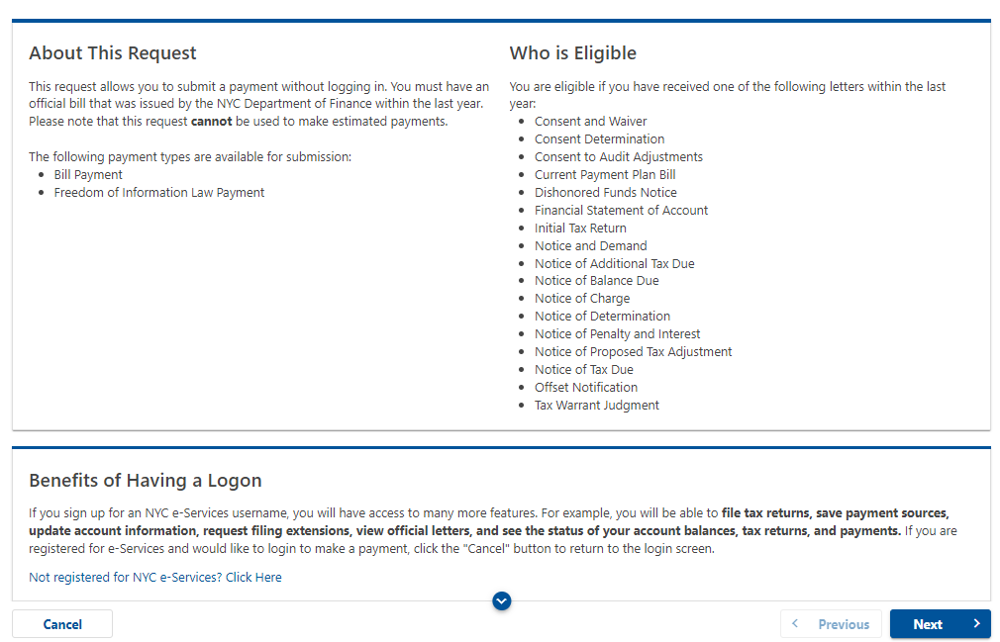 About This Request
This request allows you to submit a payment without logging in. You must have an
official bill that was issued by the NYC Department of Finance within the last year.
Please note that this request cannot be used to make estimated payments.
The following payment types are available for submission:
Bill Payment
Freedom of Information Law Payment
Who is Eligible
You are eligible if you have received one of the following letters within the last
year:
Consent and Waiver
Consent Determination
Consent to Audit Adjustments
Current Payment Plan Bill
Dishonored Funds Notice
Financial Statement of Account
Initial Tax Return
Notice and Demand
Notice of Additional Tax Due
Notice of Balance Due
Notice of Charge
Notice of Determination
Notice of Penalty and Interest
Notice of Proposed Tax Adjustment
Notice of Tax Due
Offset Notification
Tax Warrant Judgment
Benefits of Having a Logon
If you sign up for an NYC e-Services username, you will have access to many more features. For example, you will be able to file tax returns, save payment sources,
update account information, request filing extensions, view official letters, and see the status of your account balances, tax returns, and payments. If you are
registered for e-Services and would like to login to make a payment, click the "Cancel" button to return to the login screen.
Not registered for NYC e-Services? Click Here
Cancel
Previous
Next